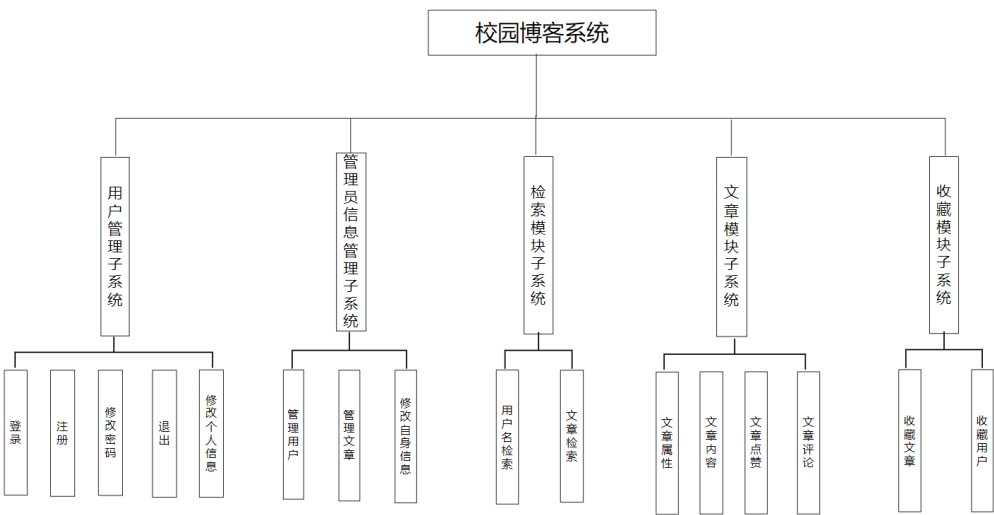 校园博客系统
用户管理子系统
管理员信息管理子系统
检索模块子系统
文章模块子系统
收藏模块子系统
登录
注册
修改密码
退出
修改个人信息
管理用户
管理文章
修改自身信息
用户名检索
文章检索
文章属性
文章内容
文章点赞
文章评论
收藏文章
收藏用户